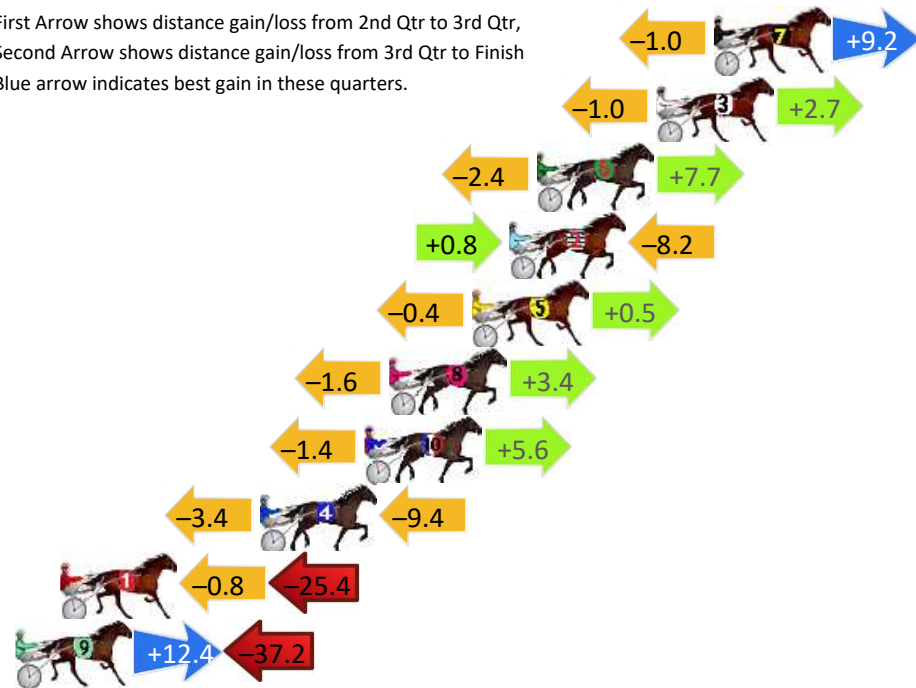 First Arrow shows distance gain/loss from 2nd Qtr to 3rd Qtr,
Second Arrow shows distance gain/loss from 3rd Qtr to Finish
Blue arrow indicates best gain in these quarters.
–1.0 7 +9.2
–1.0 3 +2.7
–2.4 6 +7.7
+0.8 2 –8.2
–0.4 5 +0.5
–1.6 8 +3.4
–1.4 10 +5.6
–3.4 4 –9.4
1 –0.8 –25.4
9 +12.4 –37.2